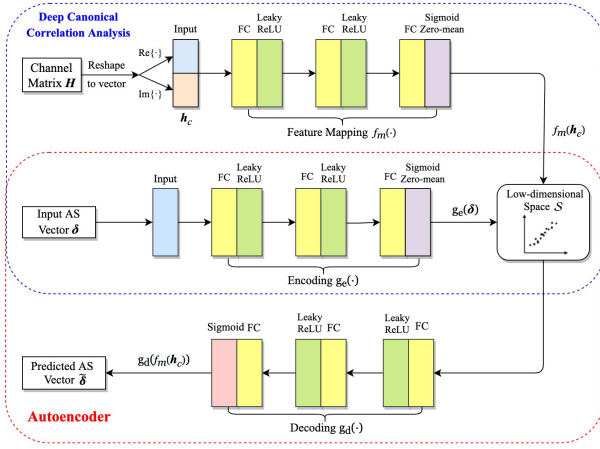 Deep Canonical
Correlation Analysis
Channel
Matrix H
Reshape
to vector
Re{·}
Im{·}
Input
h_c
FC
Leaky
ReLU
FC
Leaky
ReLU
FC
Sigmoid
Zero-mean
Feature Mapping f_m(·)
f_m(h_c)
Input AS
Vector δ
Input
FC
Leaky
ReLU
FC
Leaky
ReLU
FC
Sigmoid
Zero-mean
g_e(δ)
Encoding g_e(·)
Low-dimensional
Space 𝒮
Predicted AS
Vector δ̃
g_d(f_m(h_c))
Sigmoid
FC
Leaky
ReLU
FC
Leaky
ReLU
FC
Decoding g_d(·)
Autoencoder